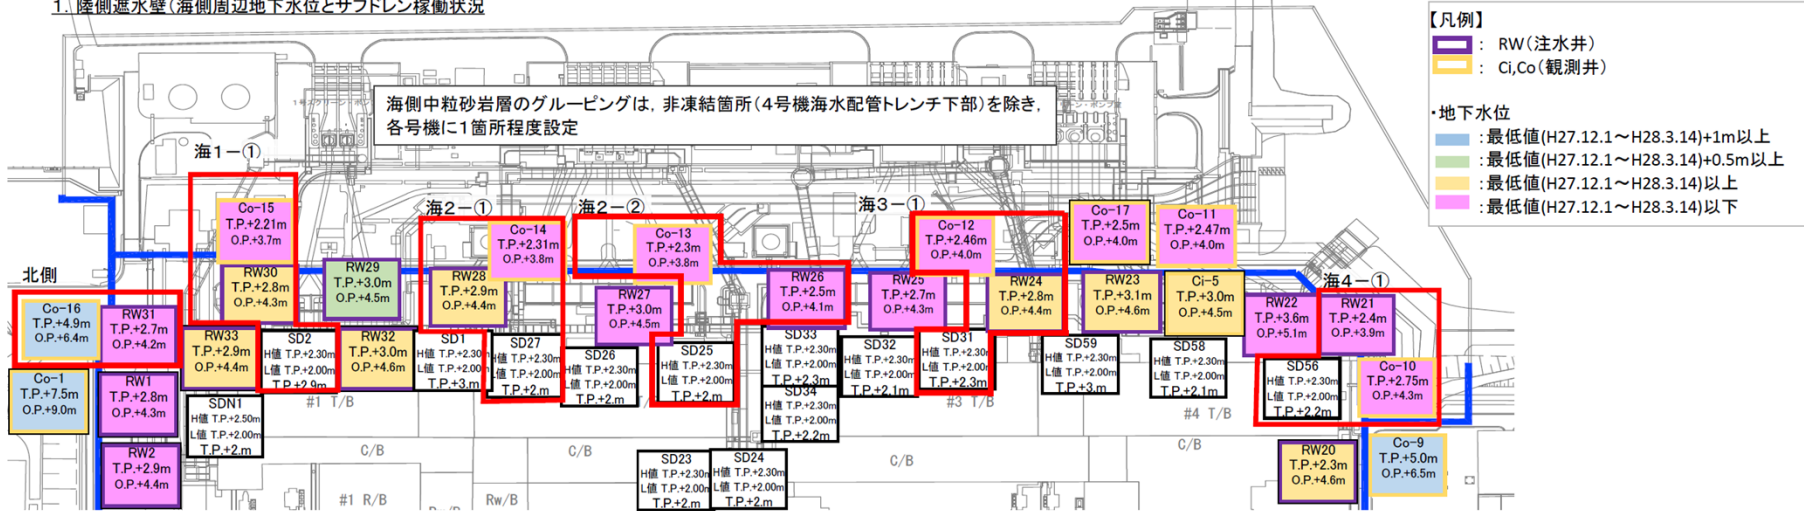 1. 陸側遮水壁(海側周辺地下水位とサブドレン稼働状況
【凡例】
: RW(注水井)
: Ci,Co(観測井)
・地下水位
:最低値(H27.12.1～H28.3.14)+1m以上
:最低値(H27.12.1～H28.3.14)+0.5m以上
:最低値(H27.12.1～H28.3.14)以上
:最低値(H27.12.1～H28.3.14)以下
海側中粒砂岩層のグルーピングは,非凍結箇所(4号機海水配管トレンチ下部)を除き,
各号機に1箇所程度設定
海1-①
海2-①
海2-②
海3-①
海4-①
北側
Co-15
T.P.+2.21m
O.P.+3.7m
Co-14
T.P.+2.31m
O.P.+3.8m
Co-13
T.P.+2.3m
O.P.+3.8m
Co-12
T.P.+2.46m
O.P.+4.0m
Co-17
T.P.+2.5m
O.P.+4.0m
Co-11
T.P.+2.47m
O.P.+4.0m
RW30
T.P.+2.8m
O.P.+4.3m
RW29
T.P.+3.0m
O.P.+4.5m
RW28
T.P.+2.9m
O.P.+4.4m
RW27
T.P.+3.0m
O.P.+4.5m
RW26
T.P.+2.5m
O.P.+4.1m
RW25
T.P.+2.7m
O.P.+4.3m
RW24
T.P.+2.8m
O.P.+4.4m
RW23
T.P.+3.1m
O.P.+4.6m
Ci-5
T.P.+3.0m
O.P.+4.5m
RW22
T.P.+3.6m
O.P.+5.1m
RW21
T.P.+2.4m
O.P.+3.9m
Co-16
T.P.+4.9m
O.P.+6.4m
RW31
T.P.+2.7m
O.P.+4.2m
RW33
T.P.+2.9m
O.P.+4.4m
SD2
H値 T.P.+2.30m
L値 T.P.+2.00m
T.P.+2.9m
RW32
T.P.+3.0m
O.P.+4.6m
SD1
H値 T.P.+2.30m
L値 T.P.+2.00m
T.P.+3.m
SD27
H値 T.P.+2.30m
L値 T.P.+2.00m
T.P.+2.m
SD26
H値 T.P.+2.30m
L値 T.P.+2.00m
T.P.+2.m
SD25
H値 T.P.+2.30m
L値 T.P.+2.00m
T.P.+2.m
SD33
H値 T.P.+2.30m
L値 T.P.+2.00m
T.P.+2.3m
SD32
H値 T.P.+2.30m
L値 T.P.+2.00m
T.P.+2.1m
SD31
H値 T.P.+2.30m
L値 T.P.+2.00m
T.P.+2.3m
SD59
H値 T.P.+2.30m
L値 T.P.+2.00m
T.P.+3.m
SD58
H値 T.P.+2.30m
L値 T.P.+2.00m
T.P.+2.1m
SD56
H値 T.P.+2.30m
L値 T.P.+2.00m
T.P.+2.2m
Co-10
T.P.+2.75m
O.P.+4.3m
Co-1
T.P.+7.5m
O.P.+9.0m
RW1
T.P.+2.8m
O.P.+4.3m
SDN1
H値 T.P.+2.50m
L値 T.P.+2.00m
T.P.+2.m
SD34
H値 T.P.+2.30m
L値 T.P.+2.00m
T.P.+2.2m
#1 T/B
#3 T/B
#4 T/B
RW2
T.P.+2.9m
O.P.+4.4m
C/B
C/B
C/B
C/B
SD23
H値 T.P.+2.30m
L値 T.P.+2.00m
T.P.+2.m
SD24
H値 T.P.+2.30m
L値 T.P.+2.00m
T.P.+2.m
RW20
T.P.+2.3m
O.P.+4.6m
Co-9
T.P.+5.0m
O.P.+6.5m
#1 R/B
Rw/B